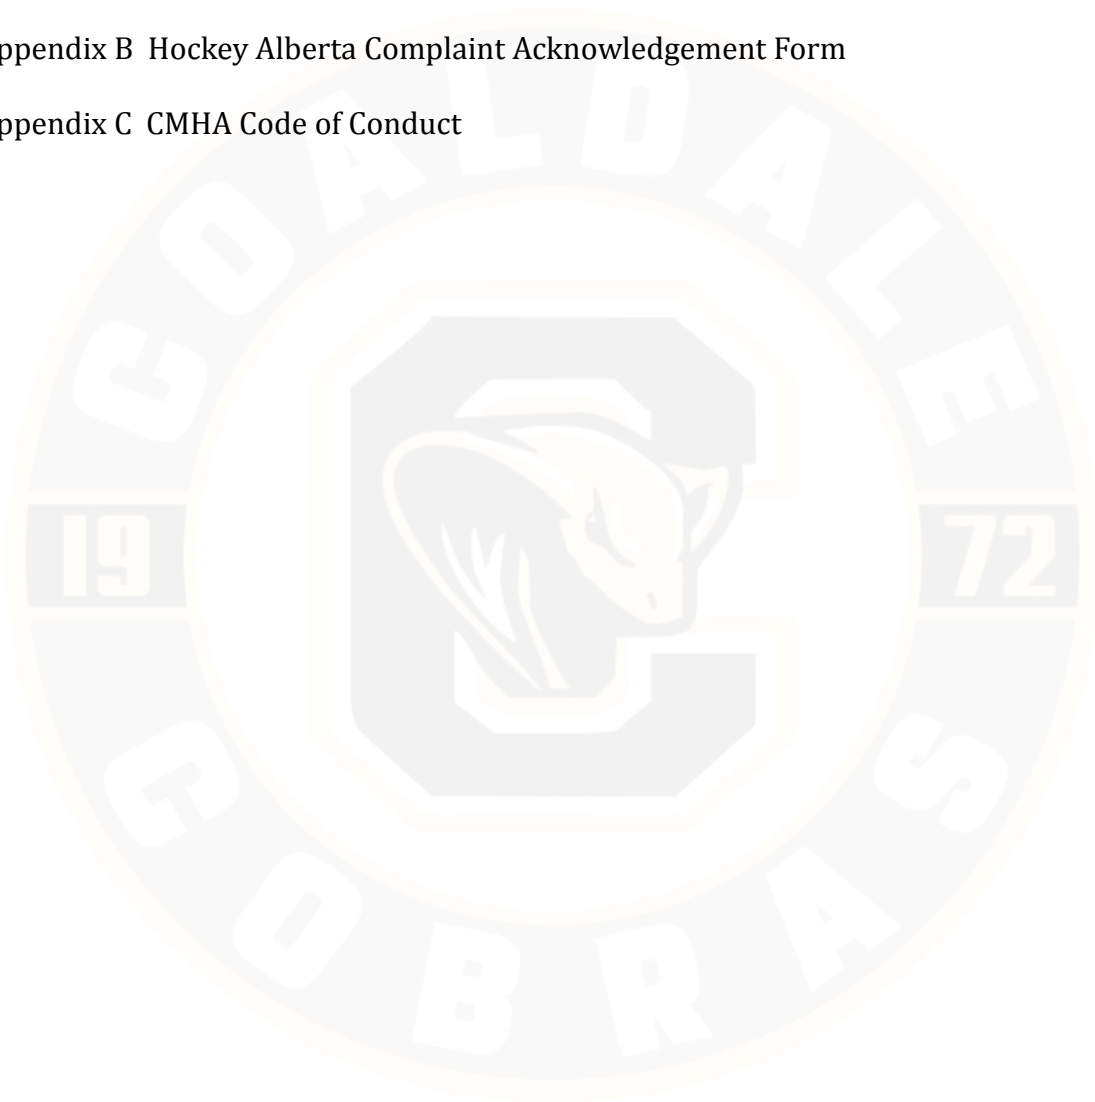 ppendix B Hockey Alberta Complaint Acknowledgement Form
ppendix C CMHA Code of Conduct
COALDALE
19 72
COBRAS